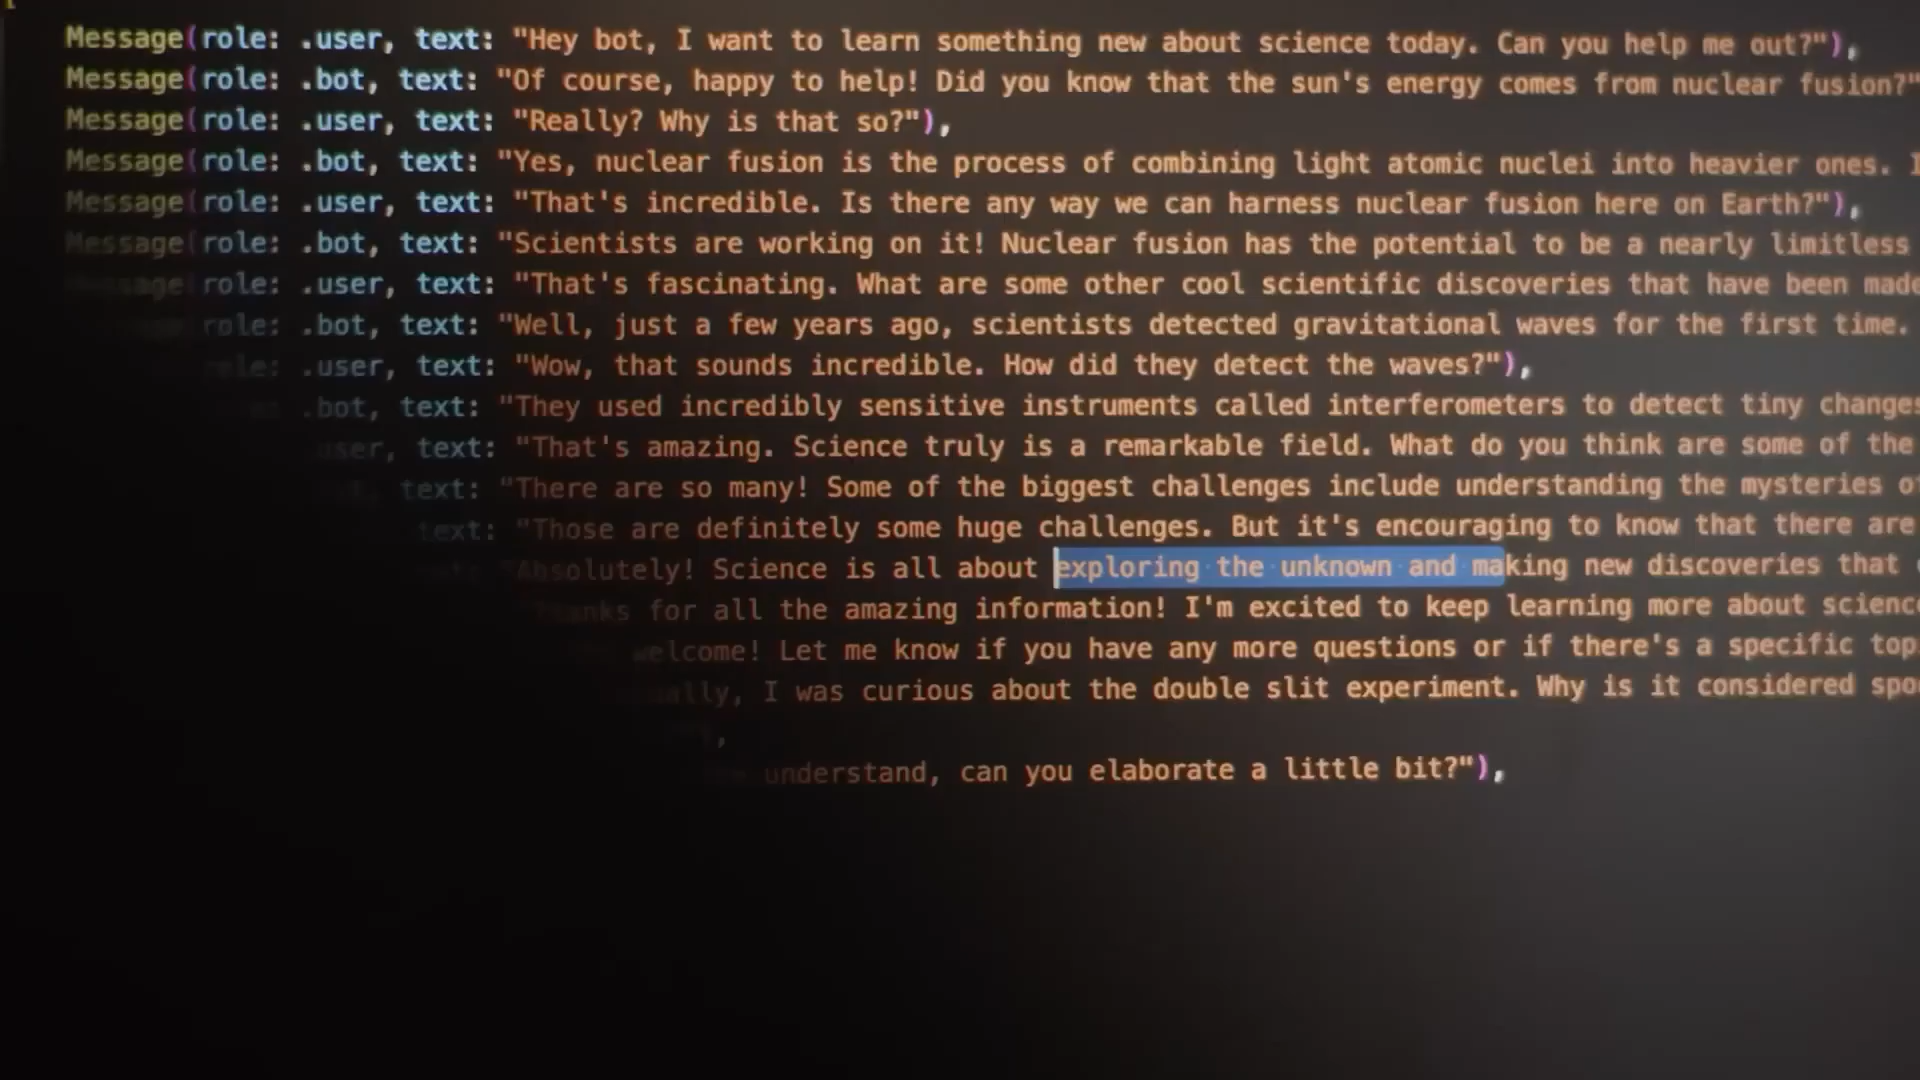 Message(role: .user, text: "Hey bot, I want to learn something new about science today. Can you help me out?"),
Message(role: .bot, text: "Of course, happy to help! Did you know that the sun's energy comes from nuclear fusion?"
Message(role: .user, text: "Really? Why is that so?"),
Message(role: .bot, text: "Yes, nuclear fusion is the process of combining light atomic nuclei into heavier ones.
Message(role: .user, text: "That's incredible. Is there any way we can harness nuclear fusion here on Earth?"),
Message(role: .bot, text: "Scientists are working on it! Nuclear fusion has the potential to be a nearly limitless
Message(role: .user, text: "That's fascinating. What are some other cool scientific discoveries that have been made
role: .bot, text: "Well, just a few years ago, scientists detected gravitational waves for the first time.
role: .user, text: "Wow, that sounds incredible. How did they detect the waves?"),
.bot, text: "They used incredibly sensitive instruments called interferometers to detect tiny changes
user, text: "That's amazing. Science truly is a remarkable field. What do you think are some of the
text: "There are so many! Some of the biggest challenges include understanding the mysteries of
text: "Those are definitely some huge challenges. But it's encouraging to know that there are
"Absolutely! Science is all about exploring the unknown and making new discoveries that
for all the amazing information! I'm excited to keep learning more about science
welcome! Let me know if you have any more questions or if there's a specific top
I was curious about the double slit experiment. Why is it considered spo
,
understand, can you elaborate a little bit?"),